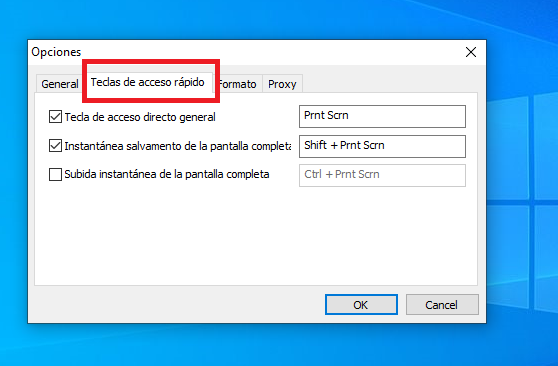 Opciones
General Teclas de acceso rápido Formato Proxy
Tecla de acceso directo general Prnt Scrn
Instantánea salvamento de la pantalla completa Shift + Prnt Scrn
Subida instantánea de la pantalla completa Ctrl + Prnt Scrn
OK Cancel